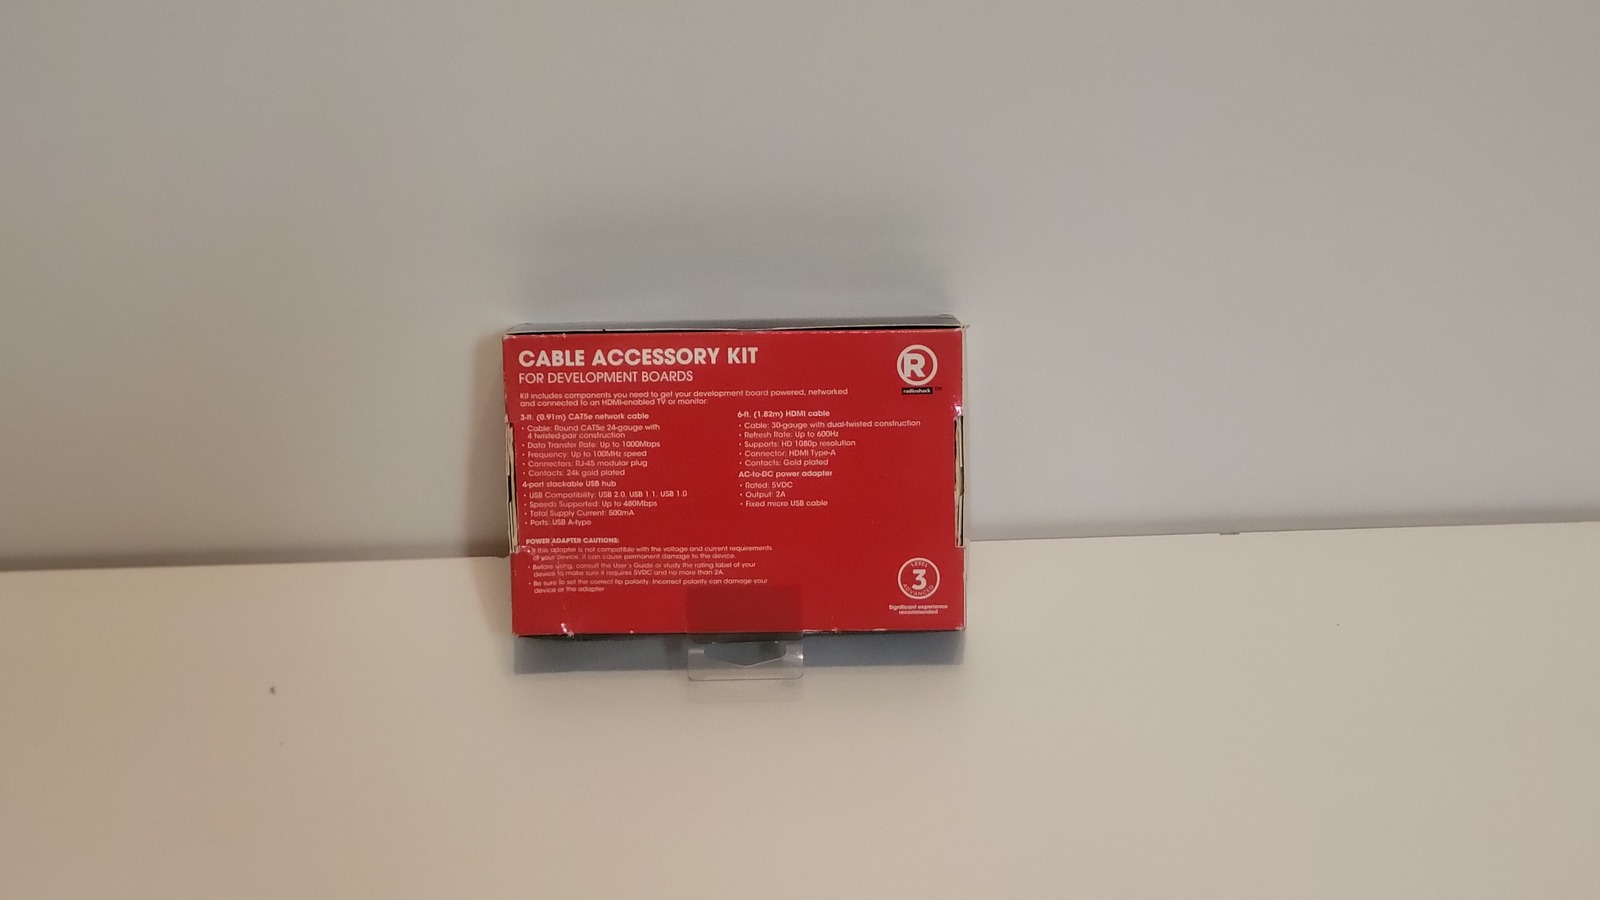 CABLE ACCESSORY KIT
FOR DEVELOPMENT BOARDS
R
radioshack
Kit includes components you need to get your development board powered, networked
and connected to an HDMI-enabled TV or monitor:
3-ft. (0.91m) CAT5e network cable
• Cable: Round CAT5e 24-gauge with
4 twisted-pair construction
• Data Transfer Rate: Up to 1000Mbps
• Frequency: Up to 100MHz speed
• Connectors: RJ-45 modular plug
• Contacts: 24k gold plated
4-port stackable USB hub
• USB Compatibility: USB 2.0, USB 1.1, USB 1.0
• Speeds Supported: Up to 480Mbps
• Total Supply Current: 500mA
• Ports: USB A-type
6-ft. (1.82m) HDMI cable
• Cable: 30-gauge with dual-twisted construction
• Refresh Rate: Up to 600Hz
• Supports: HD 1080p resolution
• Connector: HDMI Type-A
• Contacts: Gold plated
AC-to-DC power adapter
• Rated: 5VDC
• Output: 2A
• Fixed micro USB cable
POWER ADAPTER CAUTIONS:
• If this adapter is not compatible with the voltage and current requirements
of your device, it can cause permanent damage to the device.
• Before using, consult the User's Guide or study the rating label of your
device to make sure it requires 5VDC and no more than 2A.
• Be sure to set the correct tip polarity. Incorrect polarity can damage your
device or the adapter.
LEVEL
3
ADVANCED
Significant experience
recommended